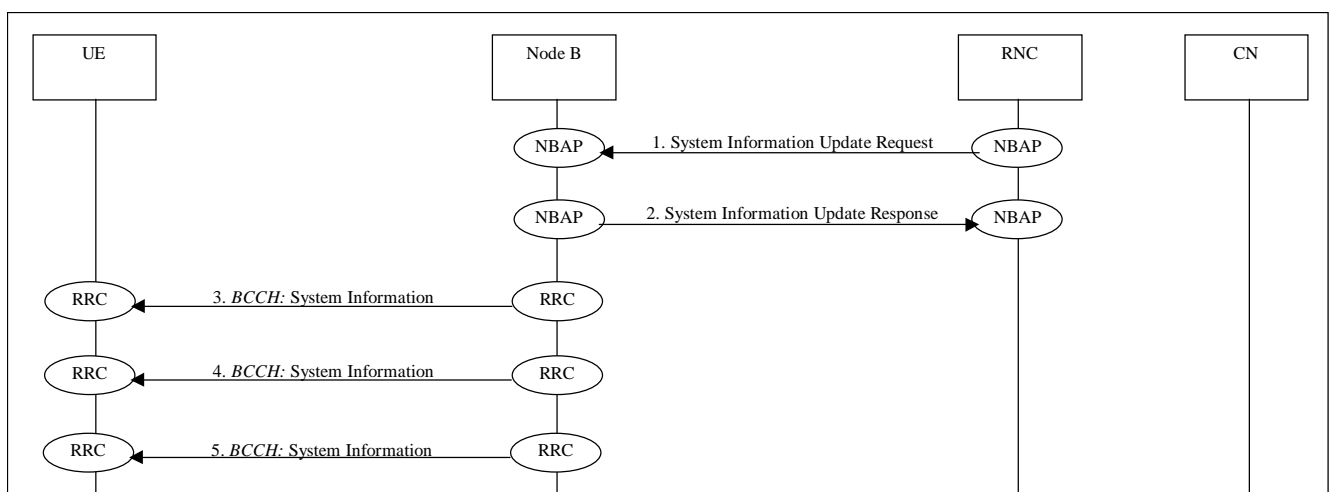 UE
Node B
RNC
CN
NBAP
1. System Information Update Request
NBAP
NBAP
2. System Information Update Response
NBAP
RRC
3. BCCH: System Information
RRC
RRC
4. BCCH: System Information
RRC
RRC
5. BCCH: System Information
RRC